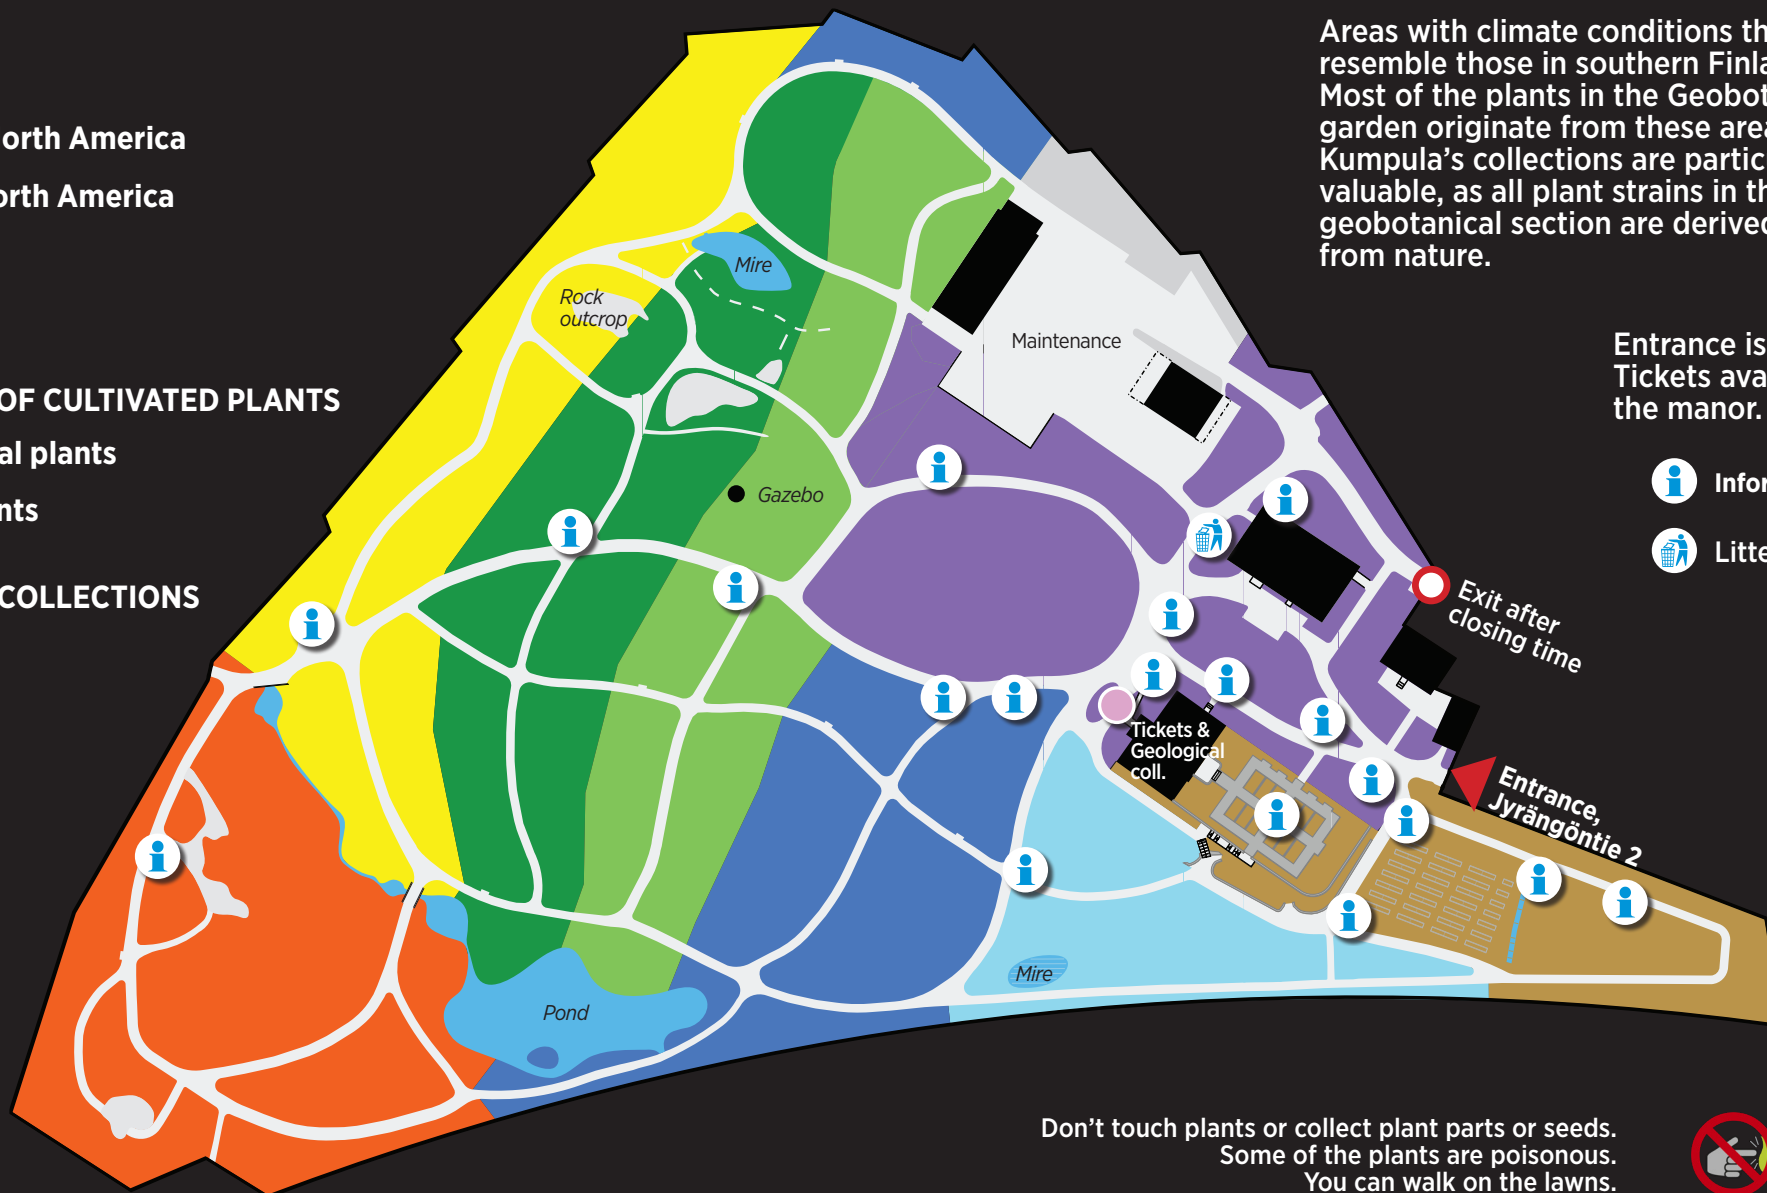 orth America
orth America
OF CULTIVATED PLANTS
al plants
nts
COLLECTIONS
Areas with climate conditions th
resemble those in southern Finla
Most of the plants in the Geobot
garden originate from these area
Kumpula's collections are partic
valuable, as all plant strains in th
geobotanical section are derived
from nature.
Entrance is
Tickets ava
the manor.
i Infor
Litte
Mire
Rock
outcrop
Maintenance
Gazebo
Exit after
closing time
Tickets &
Geological
coll.
Entrance,
Jyrängöntie 2
Mire
Pond
Don't touch plants or collect plant parts or seeds.
Some of the plants are poisonous.
You can walk on the lawns.